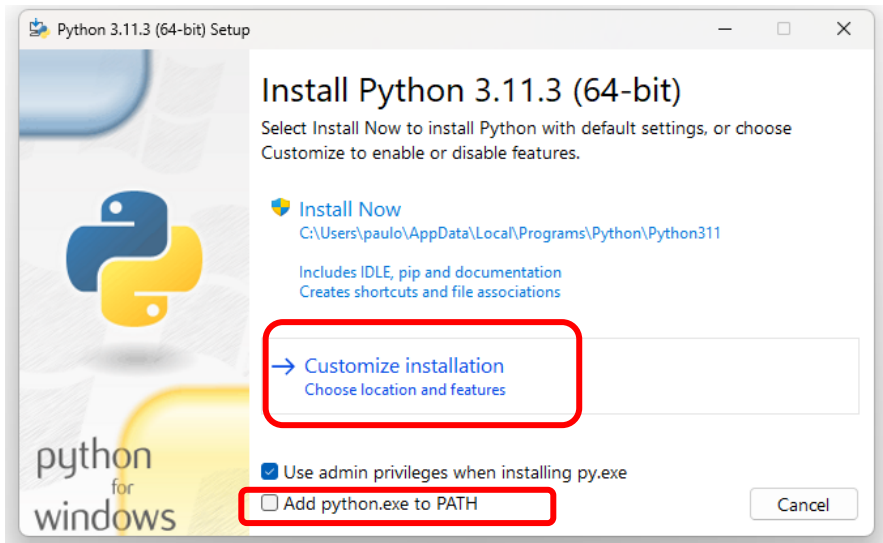 Python 3.11.3 (64-bit) Setup
Install Python 3.11.3 (64-bit)
Select Install Now to install Python with default settings, or choose
Customize to enable or disable features.
Install Now
C:\Users\paulo\AppData\Local\Programs\Python\Python311
Includes IDLE, pip and documentation
Creates shortcuts and file associations
Customize installation
Choose location and features
python
for
windows
Use admin privileges when installing py.exe
Add python.exe to PATH
Cancel